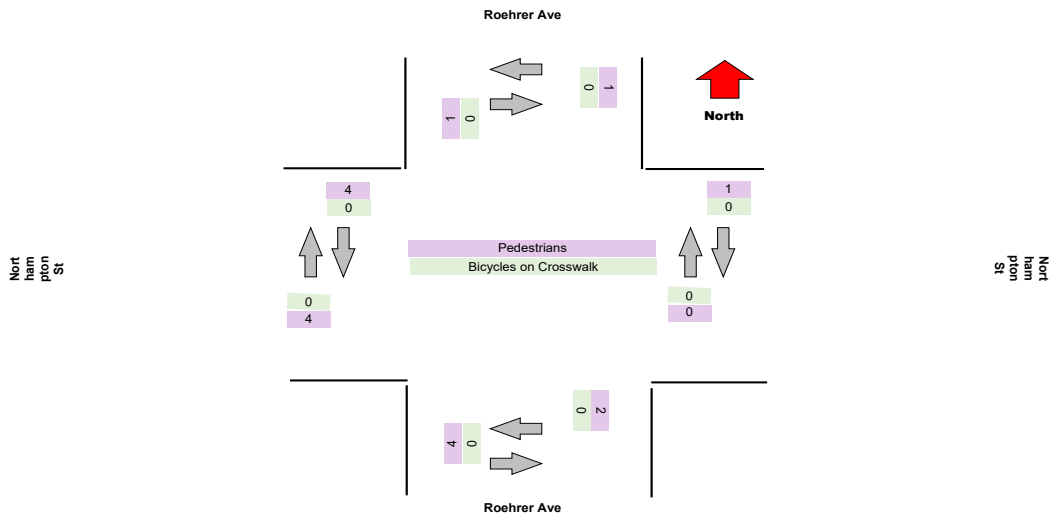 Roehrer Ave
0 1
1 0
North
4
0
1
0
Pedestrians
Bicycles on Crosswalk
Nort
ham
pton
St
Nort
ham
pton
St
0
4
0
0
0 2
4 0
Roehrer Ave